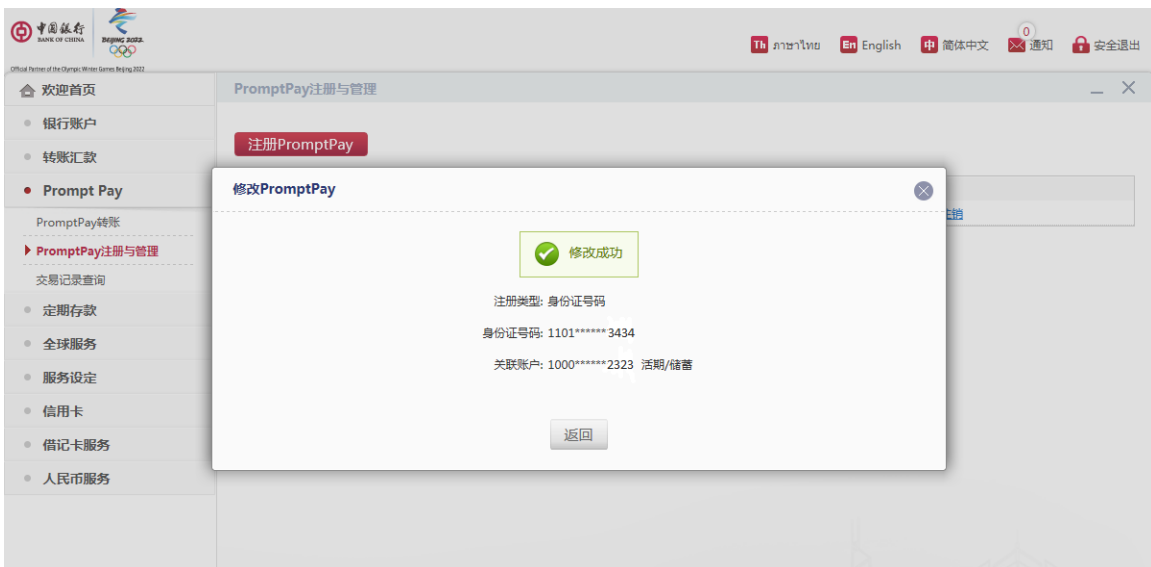 中国银行
BANK OF CHINA
BEIJING 2022
Official Partner of the Olympic Winter Games Beijing 2022
Th ภาษาไทย En English 中 简体中文 0 通知 安全退出
欢迎首页
银行账户
转账汇款
Prompt Pay
PromptPay转账
PromptPay注册与管理
交易记录查询
定期存款
全球服务
服务设定
信用卡
借记卡服务
人民币服务
PromptPay注册与管理
注册PromptPay
销
修改PromptPay
修改成功
注册类型: 身份证号码
身份证号码: 1101******3434
关联账户: 1000******2323 活期/储蓄
返回